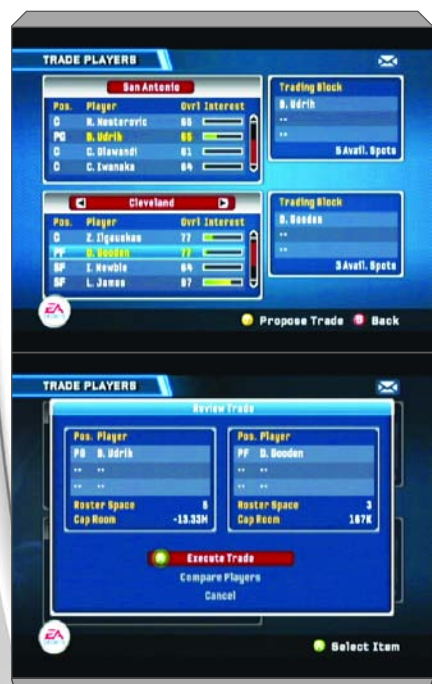 TRADE PLAYERS
San Antonio
Pos. Player Ovrl Interest
C R. Nesterovic 65
PG B. Udrih 65
C C. Olawandi 61
C C. Iwanaka 64
Trading Block
B. Udrih
--
--
5 Avail. Spots
Cleveland
Pos. Player Ovrl Interest
C Z. Ilgauskas 77
PF D. Gooden 77
SF I. Newble 64
SF L. James 87
Trading Block
D. Gooden
--
--
3 Avail. Spots
EA
Propose Trade B Back
TRADE PLAYERS
Review Trade
Pos. Player
PG B. Udrih
-- --
-- --
Roster Space 5
Cap Room -13.33M
Pos. Player
PF D. Gooden
-- --
-- --
Roster Space 3
Cap Room 167K
Execute Trade
Compare Players
Cancel
EA
Select Item